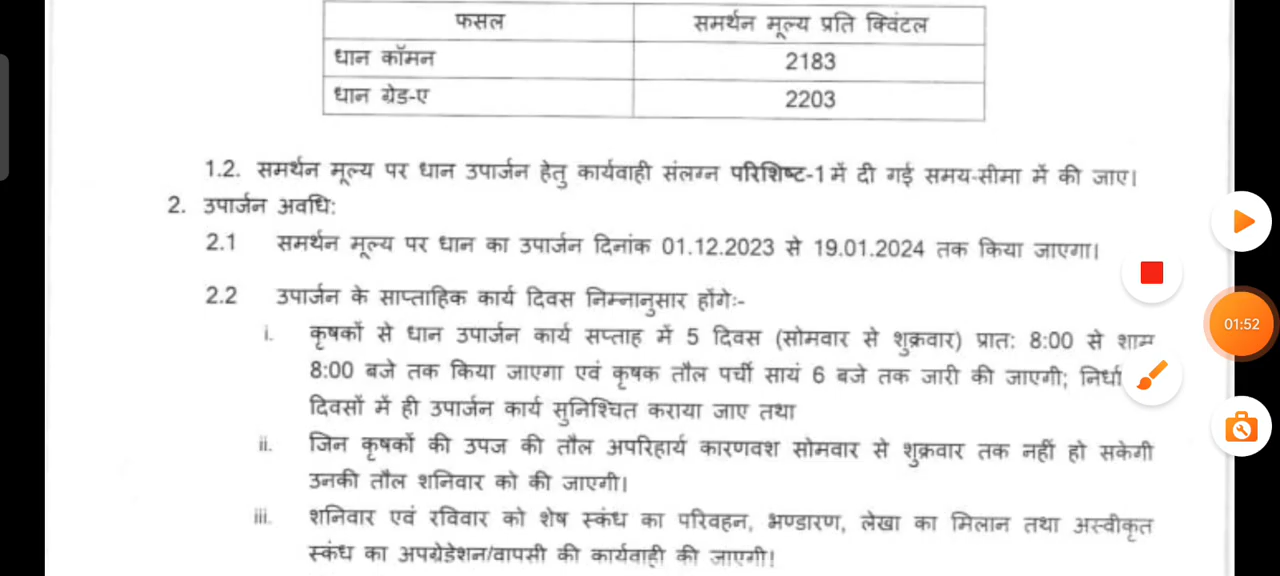 फसल समर्थन मूल्य प्रति क्विंटल
धान कॉमन 2183
धान ग्रेड-ए 2203
1.2. समर्थन मूल्य पर धान उपार्जन हेतु कार्यवाही संलग्न परिशिष्ट-1 में दी गई समय-सीमा में की जाए।
2. उपार्जन अवधि:
2.1 समर्थन मूल्य पर धान का उपार्जन दिनांक 01.12.2023 से 19.01.2024 तक किया जाएगा।
2.2 उपार्जन के साप्ताहिक कार्य दिवस निम्नानुसार होंगे:-
i. कृषकों से धान उपार्जन कार्य सप्ताह में 5 दिवस (सोमवार से शुक्रवार) प्रात: 8:00 से शाम
8:00 बजे तक किया जाएगा एवं कृषक तौल पर्ची सायं 6 बजे तक जारी की जाएगी;
दिवसों में ही उपार्जन कार्य सुनिश्चित कराया जाए तथा
ii. जिन कृषकों की उपज की तौल अपरिहार्य कारणवश सोमवार से शुक्रवार तक नहीं हो सकेगी
उनकी तौल शनिवार को की जाएगी।
iii. शनिवार एवं रविवार को शेष स्कंध का परिवहन, भण्डारण, लेखा का मिलान तथा अस्वीकृत
स्कंध का अपग्रेडेशन/वापसी की कार्यवाही की जाएगी।
01:52